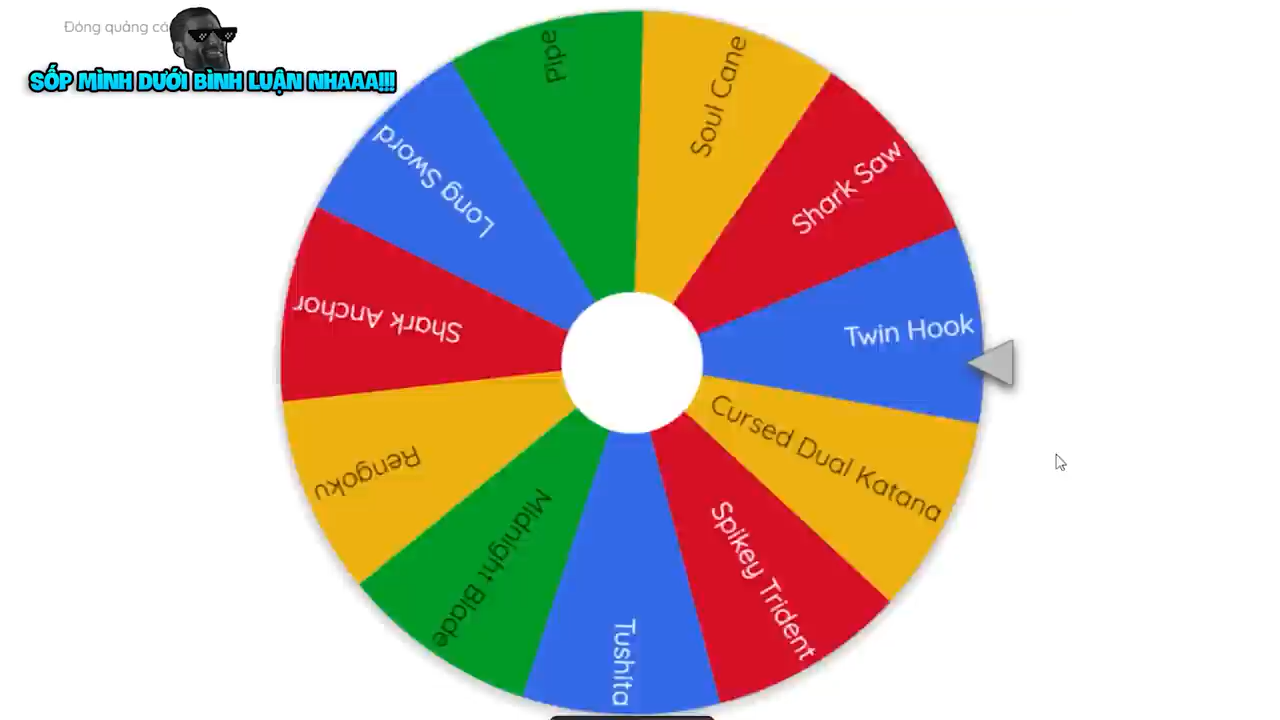 Đóng quảng cá
SỐP MÌNH DƯỚI BÌNH LUẬN NHAAA!!!
Pipe
Soul Cane
Shark Saw
Twin Hook
Cursed Dual Katana
Spikey Trident
Tushita
Midnight Blade
Rengoku
Shark Anchor
Long Sword